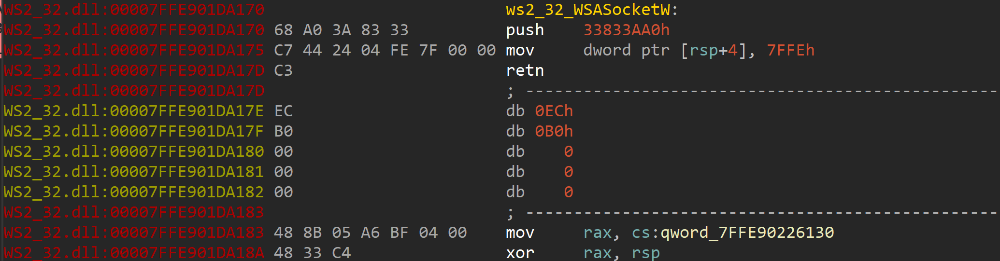 WS2_32.dll:00007FFE901DA170 ws2_32_WSASocketW:
WS2_32.dll:00007FFE901DA170 68 A0 3A 83 33 push 33833AA0h
WS2_32.dll:00007FFE901DA175 C7 44 24 04 FE 7F 00 00 mov dword ptr [rsp+4], 7FFEh
WS2_32.dll:00007FFE901DA17D C3 retn
WS2_32.dll:00007FFE901DA17D ; -------------------------------------------------
WS2_32.dll:00007FFE901DA17E EC db 0ECh
WS2_32.dll:00007FFE901DA17F B0 db 0B0h
WS2_32.dll:00007FFE901DA180 00 db 0
WS2_32.dll:00007FFE901DA181 00 db 0
WS2_32.dll:00007FFE901DA182 00 db 0
WS2_32.dll:00007FFE901DA183 ; -------------------------------------------------
WS2_32.dll:00007FFE901DA183 48 8B 05 A6 BF 04 00 mov rax, cs:qword_7FFE90226130
WS2_32.dll:00007FFE901DA18A 48 33 C4 xor rax, rsp